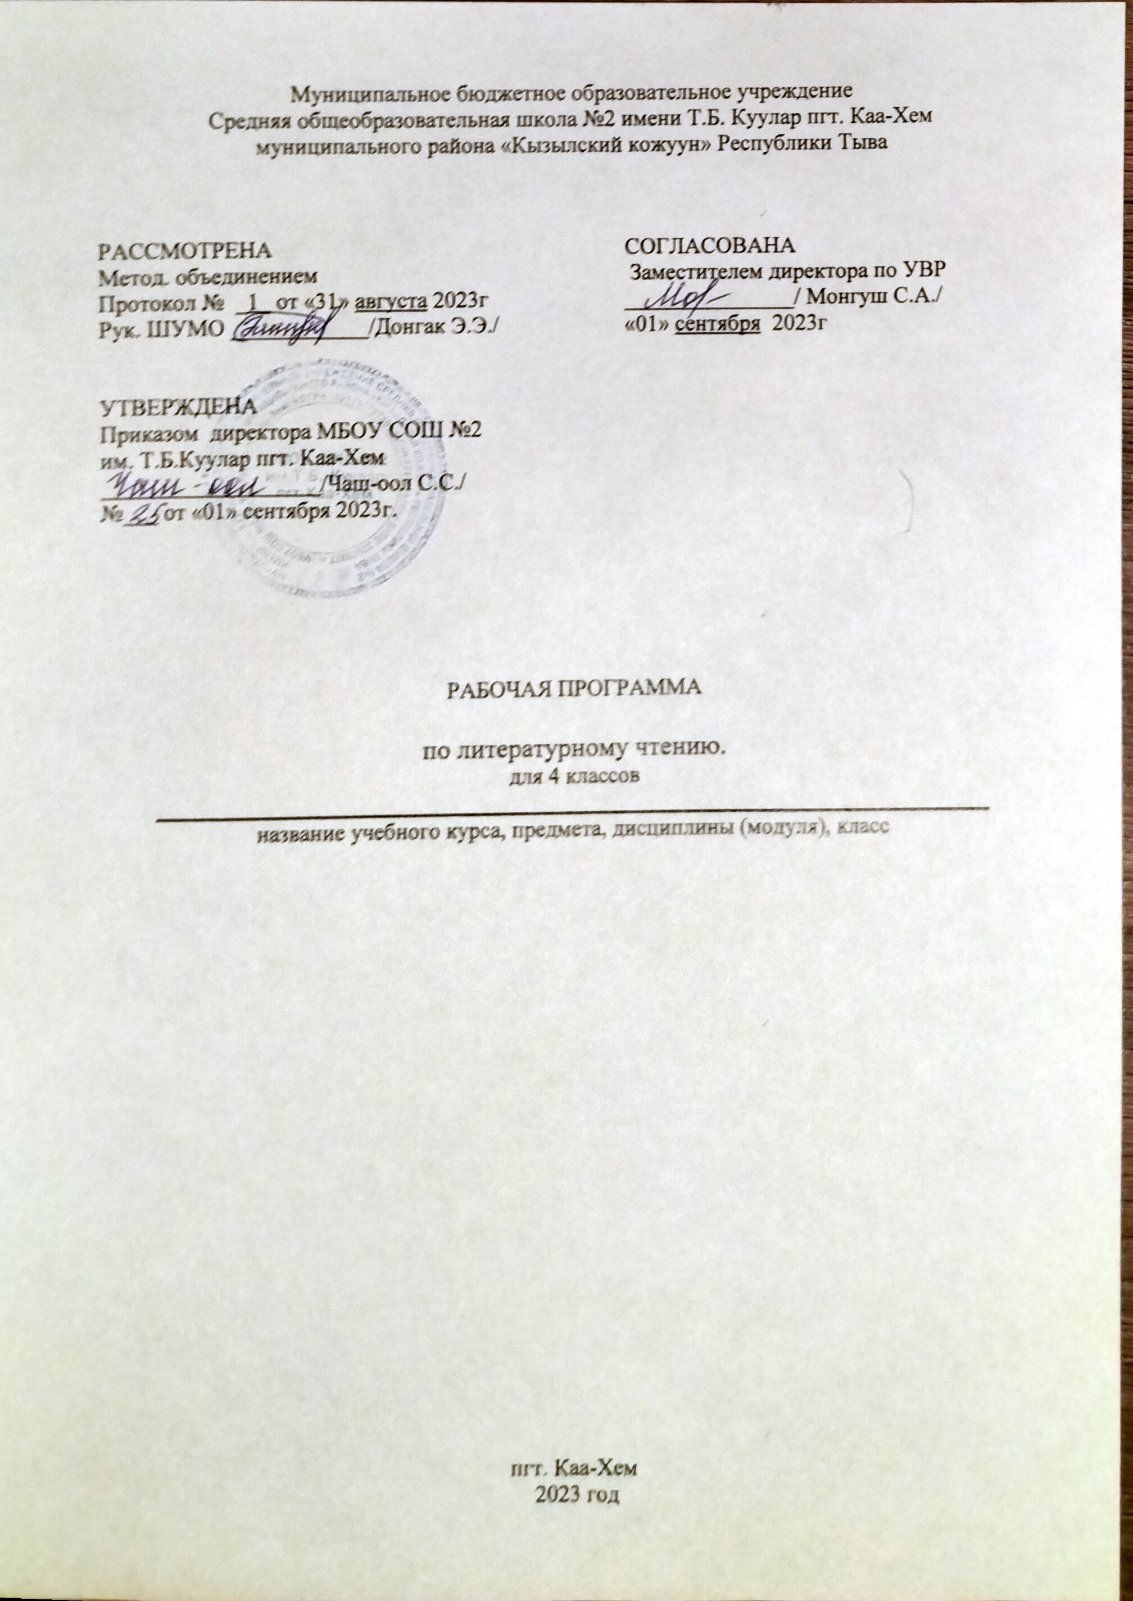 Муниципальное бюджетное образовательное учреждение
Средняя общеобразовательная школа №2 имени Т.Б. Куулар пгт. Каа-Хем
муниципального района «Кызылский кожуун» Республики Тыва
РАССМОТРЕНА
Метод. объединением
Протокол № 1 от «31» августа 2023г
Рук. ШУМО /Донгак Э.Э./
СОГЛАСОВАНА
Заместителем директора по УВР
/ Монгуш С.А./
«01» сентября 2023г
УТВЕРЖДЕНА
Приказом директора МБОУ СОШ №2
им. Т.Б.Куулар пгт. Каа-Хем
Чаш-оол /Чаш-оол С.С./
№ 25 от «01» сентября 2023г.
РАБОЧАЯ ПРОГРАММА
по литературному чтению.
для 4 классов
название учебного курса, предмета, дисциплины (модуля), класс
пгт. Каа-Хем
2023 год